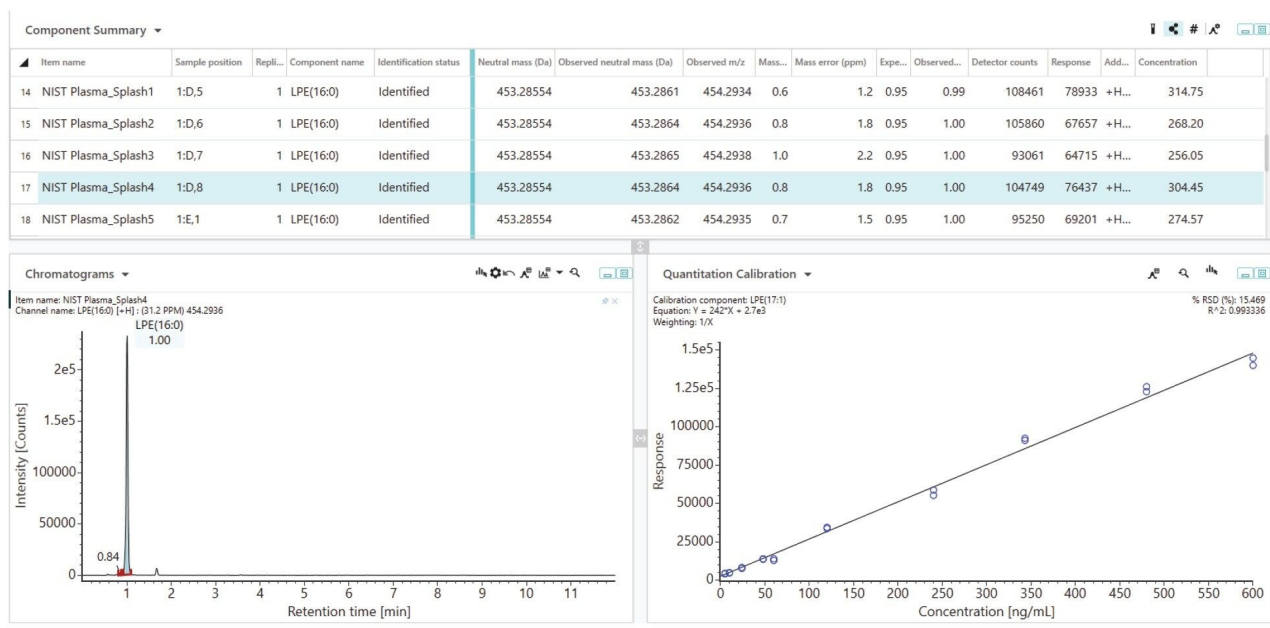 Component Summary
#
Item name Sample position Repli... Component name Identification status Neutral mass (Da) Observed neutral mass (Da) Observed m/z Mass... Mass error (ppm) Expe... Observed... Detector counts Response Add... Concentration
14 NIST Plasma_Splash1 1:D,5 1 LPE(16:0) Identified 453.28554 453.2861 454.2934 0.6 1.2 0.95 0.99 108461 78933 +H... 314.75
15 NIST Plasma_Splash2 1:D,6 1 LPE(16:0) Identified 453.28554 453.2864 454.2936 0.8 1.8 0.95 1.00 105860 67657 +H... 268.20
16 NIST Plasma_Splash3 1:D,7 1 LPE(16:0) Identified 453.28554 453.2865 454.2938 1.0 2.2 0.95 1.00 93061 64715 +H... 256.05
17 NIST Plasma_Splash4 1:D,8 1 LPE(16:0) Identified 453.28554 453.2864 454.2936 0.8 1.8 0.95 1.00 104749 76437 +H... 304.45
18 NIST Plasma_Splash5 1:E,1 1 LPE(16:0) Identified 453.28554 453.2862 454.2935 0.7 1.5 0.95 1.00 95250 69201 +H... 274.57
Chromatograms
Item name: NIST Plasma_Splash4
Channel name: LPE(16:0) [+H] : (31.2 PPM) 454.2936
LPE(16:0)
1.00
2e5
1.5e5
100000
50000
0
Intensity [Counts]
0.84
1 2 3 4 5 6 7 8 9 10 11
Retention time [min]
Quantitation Calibration
Calibration component: LPE(17:1)
Equation: Y = 242*X + 2.7e3
Weighting: 1/X
% RSD (%): 15.469
R^2: 0.993336
1.5e5
1.25e5
100000
75000
50000
25000
0
Response
0 50 100 150 200 250 300 350 400 450 500 550 600
Concentration [ng/mL]